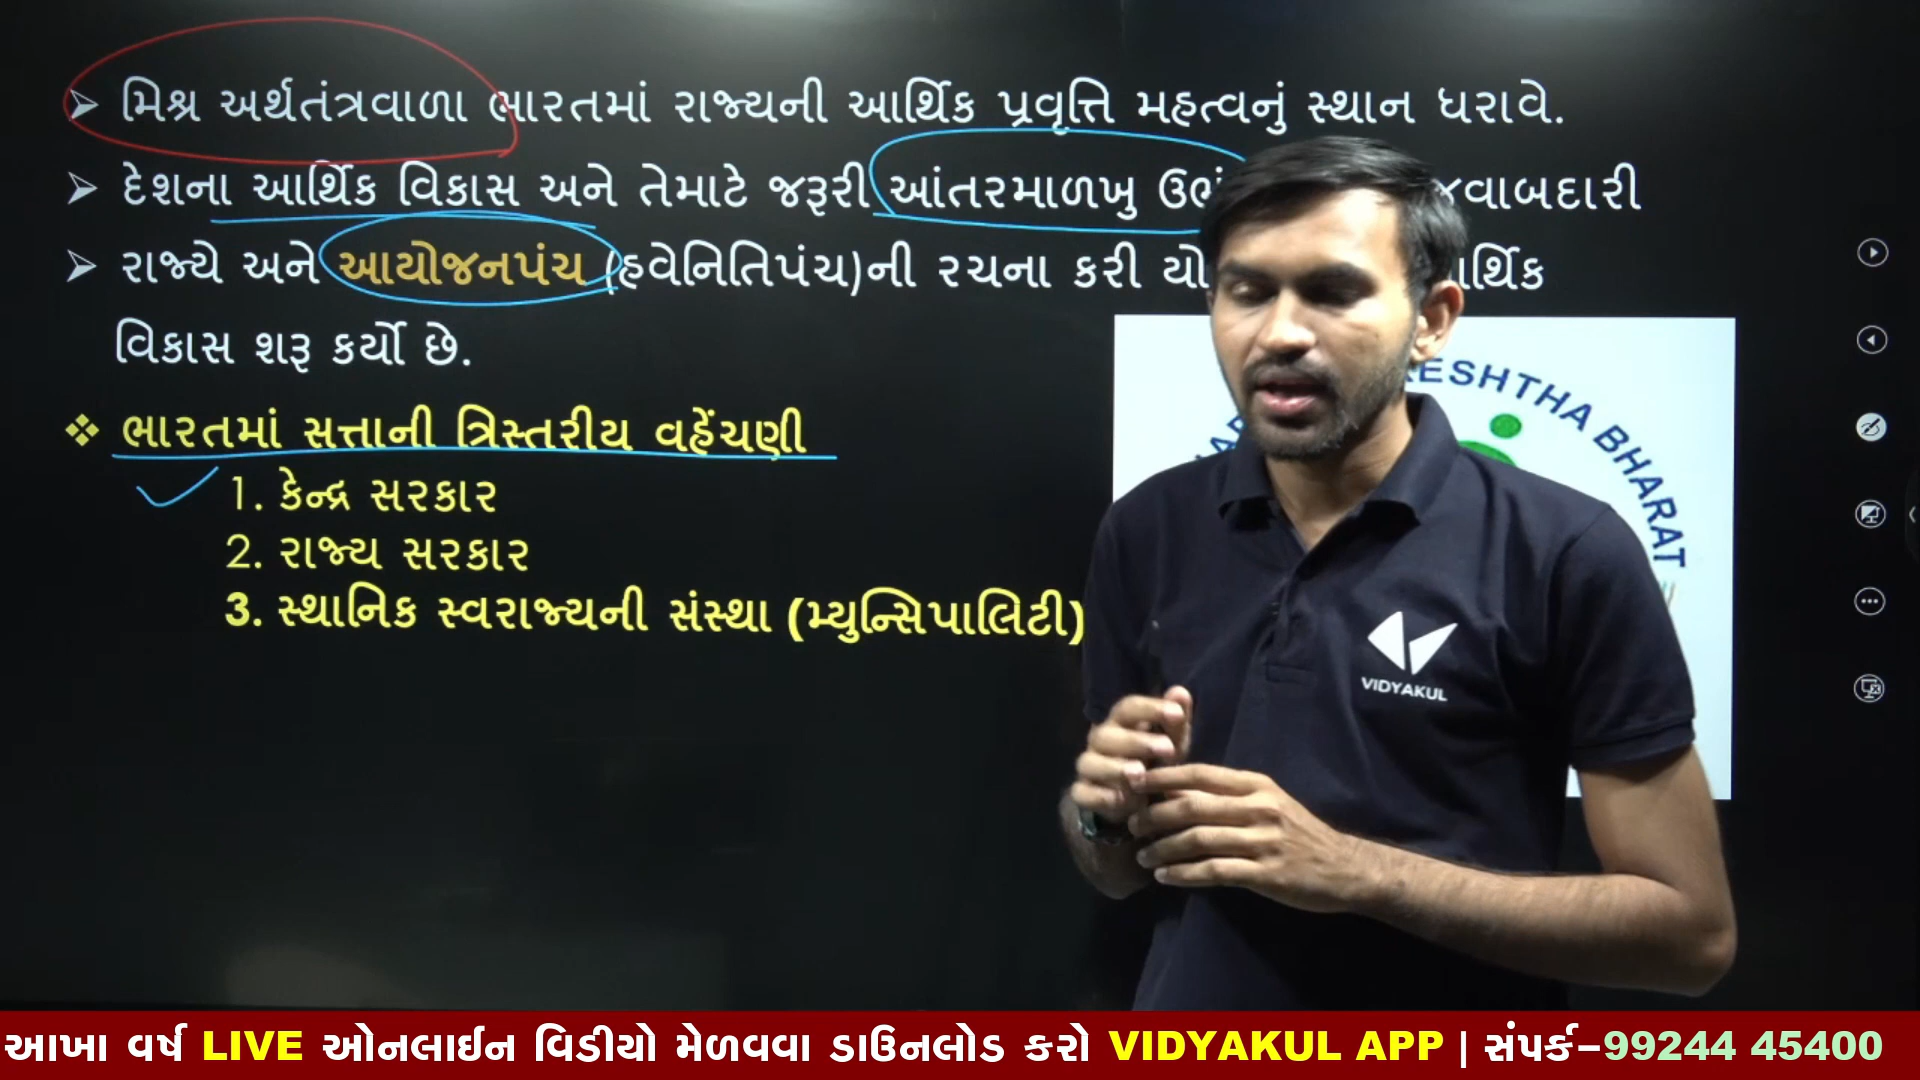 મિશ્ર અર્થતંત્રવાળા ભારતમાં રાજ્યની આર્થિક પ્રવૃત્તિ મહત્વનું સ્થાન ધરાવે.
દેશના આર્થિક વિકાસ અને તેમાટે જરૂરી આંતરમાળખુ જવાબદારી
રાજ્યે અને આયોજનપંચ (હવેનિતિપંચ)ની રચના કરી
વિકાસ શરૂ કર્યો છે.
BHARAT
ભારતમાં સત્તાની ત્રિસ્તરીય વહેંચણી
1. કેન્દ્ર સરકાર
2. રાજ્ય સરકાર
3. સ્થાનિક સ્વરાજ્યની સંસ્થા (મ્યુન્સિપાલિટી)
VIDYAKUL
આખા વર્ષ LIVE ઓનલાઈન વિડીયો મેળવવા ડાઉનલોડ કરો VIDYAKUL APP | સંપર્ક–99244 45400